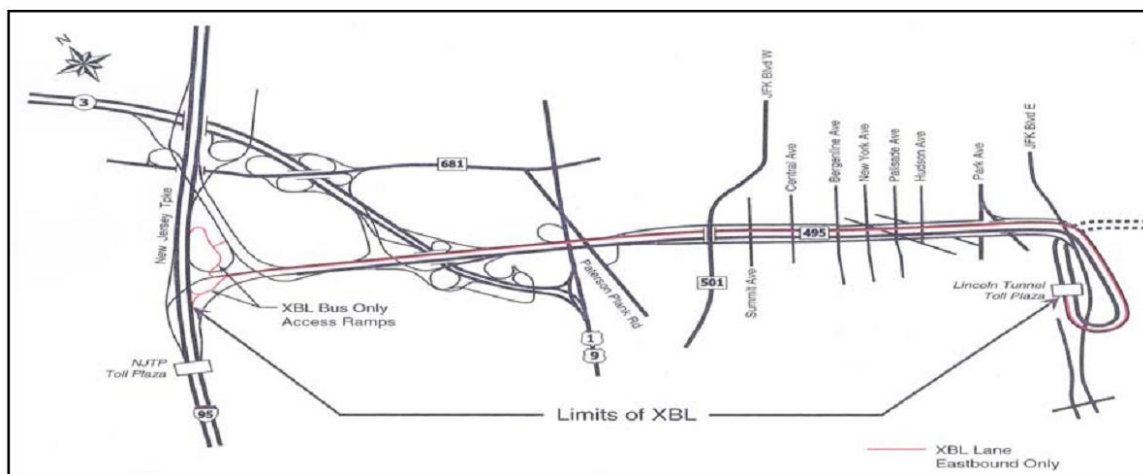 N
3
New Jersey Tpke
681
JFK Blvd W
Central Ave
Bergenline Ave
New York Ave
Palisade Ave
Hudson Ave
Park Ave
JFK Blvd E
495
501
Summit Ave
Paterson Plank Rd
1
9
XBL Bus Only
Access Ramps
NJTP
Toll Plaza
95
Lincoln Tunnel
Toll Plaza
Limits of XBL
XBL Lane
Eastbound Only